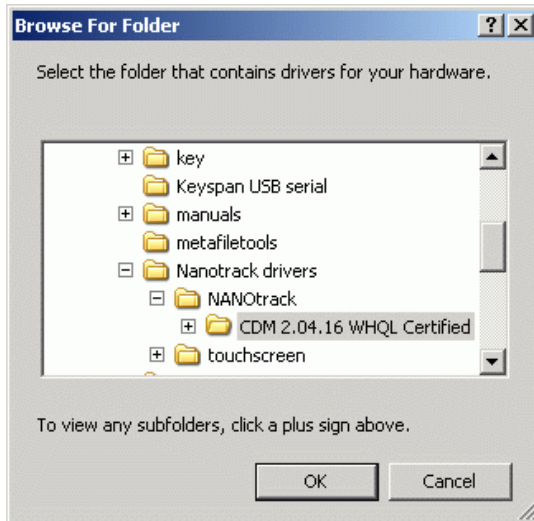 Browse For Folder
Select the folder that contains drivers for your hardware.
key
Keyspan USB serial
manuals
metafiletools
Nanotrack drivers
NANOtrack
CDM 2.04.16 WHQL Certified
touchscreen
To view any subfolders, click a plus sign above.
OK
Cancel